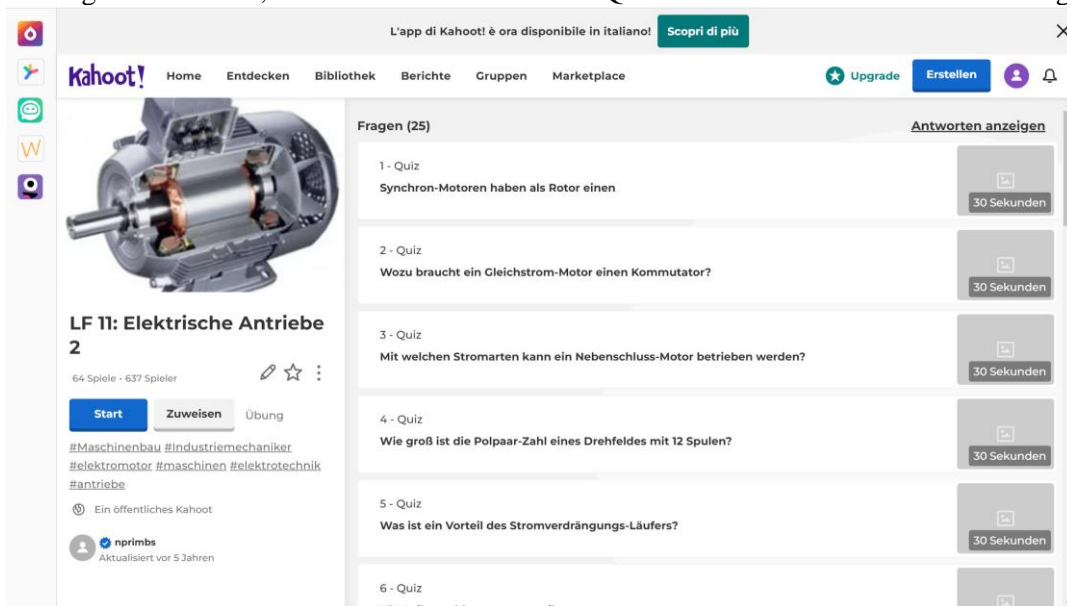 L'app di Kahoot! è ora disponibile in italiano! Scopri di più
Kahoot! Home Entdecken Bibliothek Berichte Gruppen Marketplace Upgrade Erstellen
Fragen (25) Antworten anzeigen
1 - Quiz
Synchron-Motoren haben als Rotor einen
30 Sekunden
2 - Quiz
Wozu braucht ein Gleichstrom-Motor einen Kommutator?
30 Sekunden
3 - Quiz
Mit welchen Stromarten kann ein Nebenschluss-Motor betrieben werden?
30 Sekunden
4 - Quiz
Wie groß ist die Polpaar-Zahl eines Drehfeldes mit 12 Spulen?
30 Sekunden
5 - Quiz
Was ist ein Vorteil des Stromverdrängungs-Läufers?
30 Sekunden
6 - Quiz
LF 11: Elektrische Antriebe
2
64 Spiele · 637 Spieler
Start Zuweisen Übung
#Maschinenbau #Industriemechaniker
#elektromotor #maschinen #elektrotechnik
#antriebe
Ein öffentliches Kahoot
nprimbs
Aktualisiert vor 5 Jahren